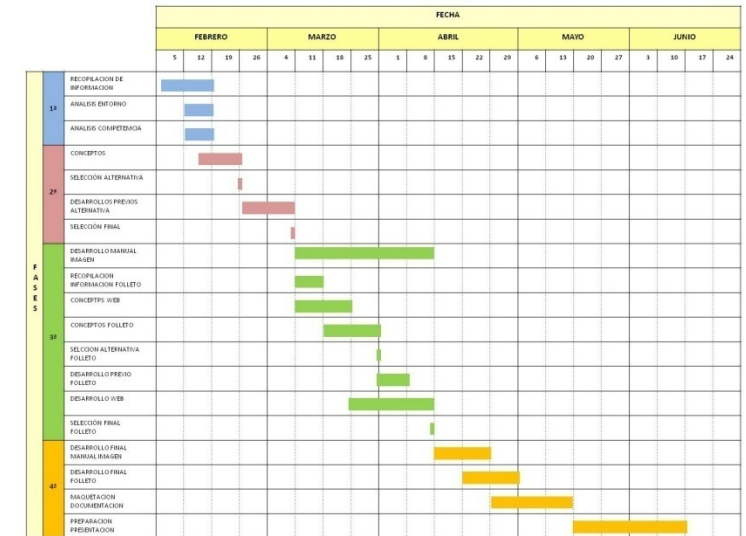 FECHA
FEBRERO MARZO ABRIL MAYO JUNIO
5 12 19 26 4 11 18 25 1 8 15 22 29 6 13 20 27 3 10 17 24
FASES
1ª
RECOPILACION DE
INFORMACION
ANALISIS ENTORNO
ANALISIS COMPETEMCIA
2ª
CONCEPTOS
SELECCIÓN ALTERNATIVA
DESARROLLOS PREVIOS
ALTERNATIVA
SELECCIÓN FINAL
3ª
DESARROLLO MANUAL
IMAGEN
RECOPILACION
INFORMACION FOLLETO
CONCEPTPS WEB
CONCEPTOS FOLLETO
SELCCION ALTERNATIVA
FOLLETO
DESARROLLO PREVIO
FOLLETO
DESARROLLO WEB
SELECCIÓN FINAL
FOLLETO
4ª
DESARROLLO FINAL
MANUAL IMAGEN
DESARROLLO FINAL
FOLLETO
MAQUETACION
DOCUMENTACION
PREPARACION
PRESENTACION